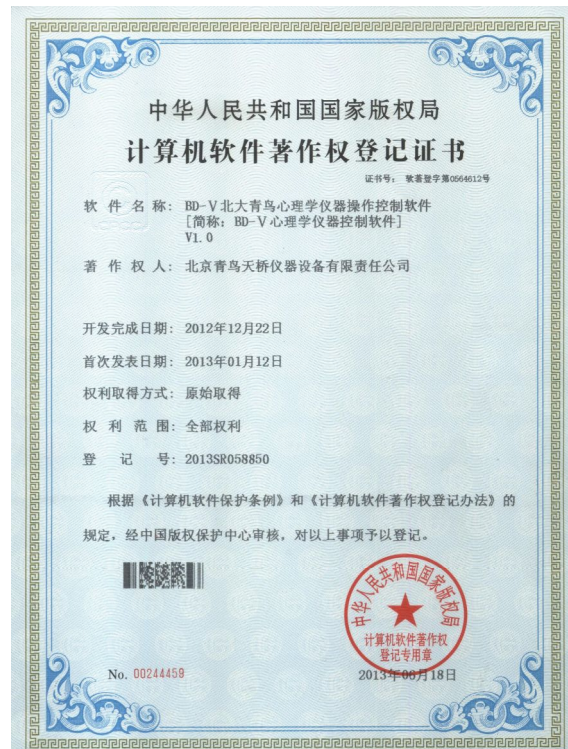 中华人民共和国国家版权局
计算机软件著作权登记证书
证书号： 软著登字第0564612号
软件名称： BD-V北大青鸟心理学仪器操作控制软件
[简称：BD-V心理学仪器控制软件]
V1.0
著作权人： 北京青鸟天桥仪器设备有限责任公司
开发完成日期： 2012年12月22日
首次发表日期： 2013年01月12日
权利取得方式： 原始取得
权利范围： 全部权利
登记号： 2013SR058850
根据《计算机软件保护条例》和《计算机软件著作权登记办法》的
规定，经中国版权保护中心审核，对以上事项予以登记。
中华人民共和国国家版权局
计算机软件著作权
登记专用章
No. 00244459
2013年06月18日